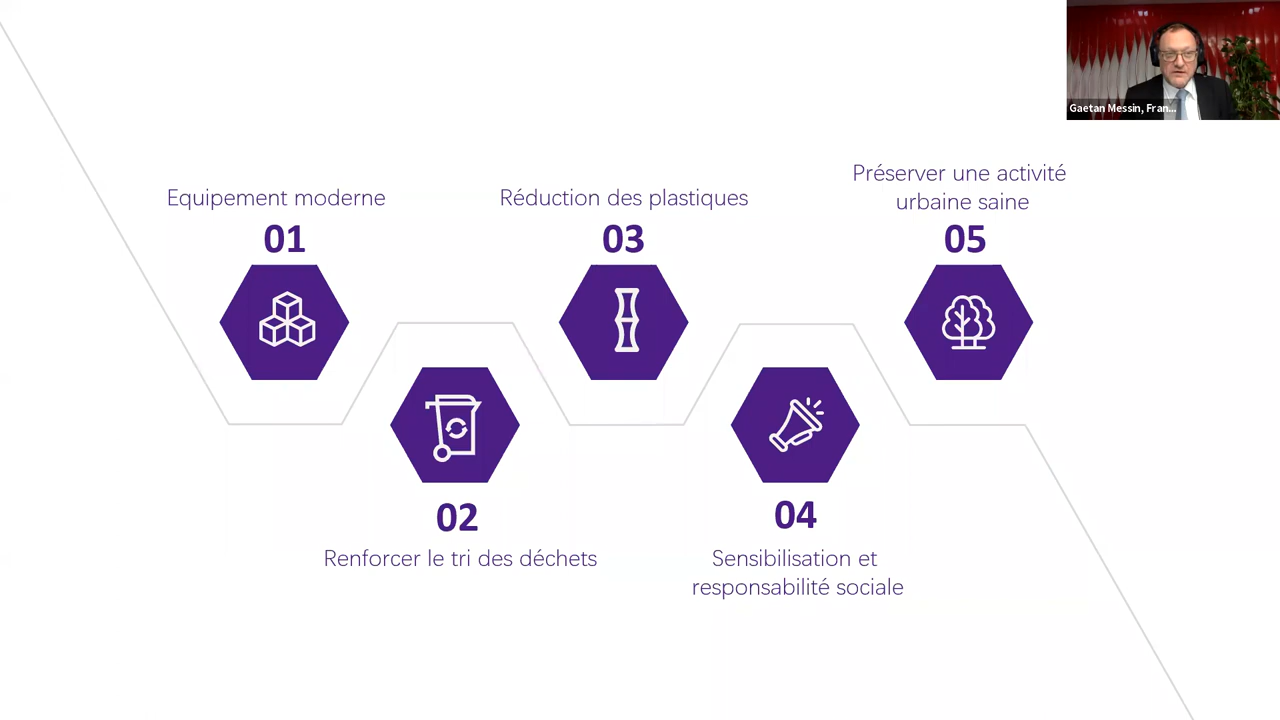 Gaetan Messin, Fran...
Equipement moderne
01
Renforcer le tri des déchets
02
Réduction des plastiques
03
Sensibilisation et
responsabilité sociale
04
Préserver une activité
urbaine saine
05